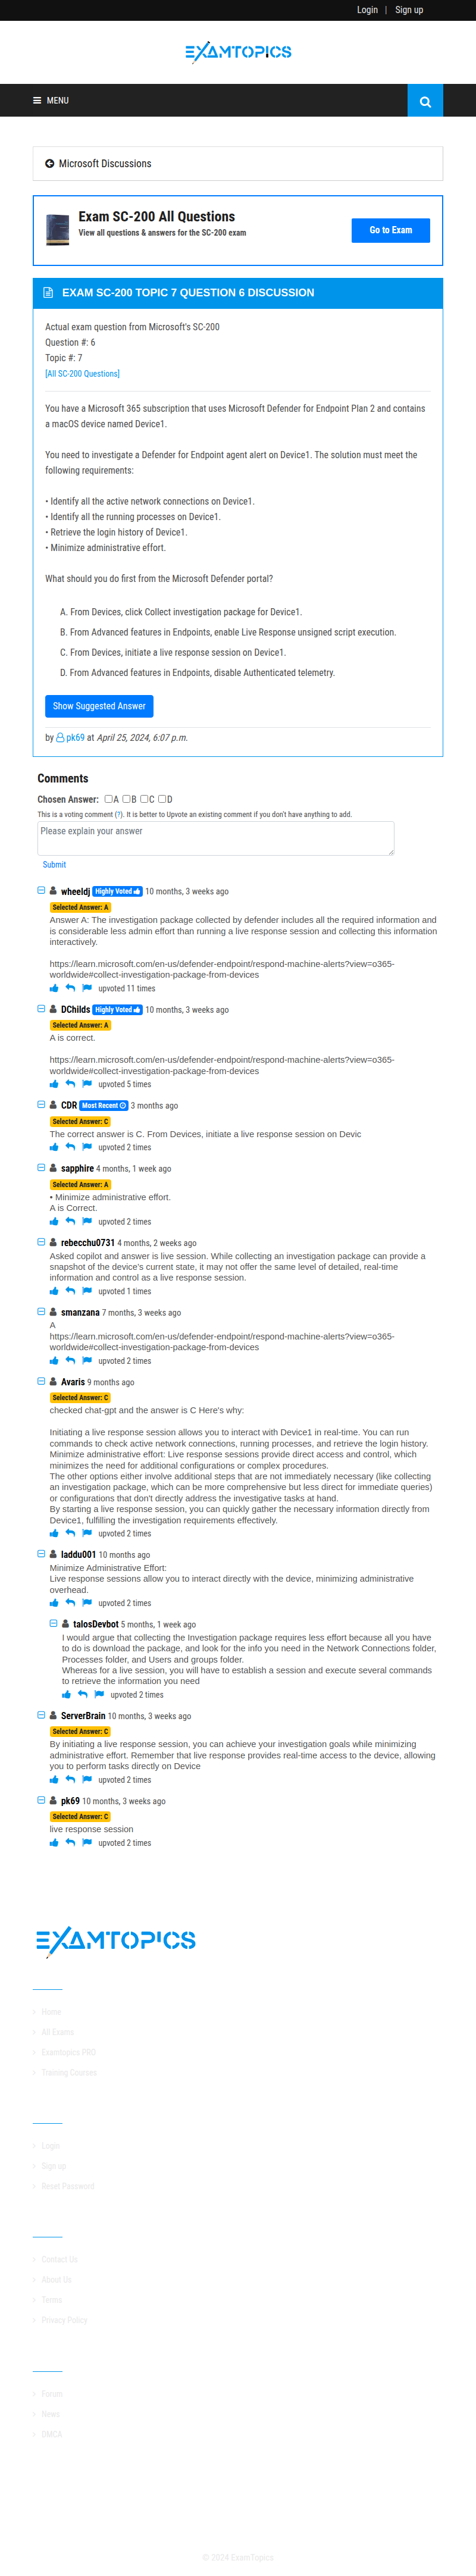 Login | Sign up
EXAMTOPICS
MENU
Microsoft Discussions
Exam SC-200 All Questions
View all questions & answers for the SC-200 exam
Go to Exam
EXAM SC-200 TOPIC 7 QUESTION 6 DISCUSSION
Actual exam question from Microsoft's SC-200
Question #: 6
Topic #: 7
[All SC-200 Questions]
You have a Microsoft 365 subscription that uses Microsoft Defender for Endpoint Plan 2 and contains
a macOS device named Device1.
You need to investigate a Defender for Endpoint agent alert on Device1. The solution must meet the
following requirements:
• Identify all the active network connections on Device1.
• Identify all the running processes on Device1.
• Retrieve the login history of Device1.
• Minimize administrative effort.
What should you do first from the Microsoft Defender portal?
A. From Devices, click Collect investigation package for Device1.
B. From Advanced features in Endpoints, enable Live Response unsigned script execution.
C. From Devices, initiate a live response session on Device1.
D. From Advanced features in Endpoints, disable Authenticated telemetry.
Show Suggested Answer
by pk69 at April 25, 2024, 6:07 p.m.
Comments
Chosen Answer: A B C D
This is a voting comment (?). It is better to Upvote an existing comment if you don't have anything to add.
Please explain your answer
Submit
wheeldj Highly Voted 10 months, 3 weeks ago
Selected Answer: A
Answer A: The investigation package collected by defender includes all the required information and
is considerable less admin effort than running a live response session and collecting this information
interactively.
https://learn.microsoft.com/en-us/defender-endpoint/respond-machine-alerts?view=o365-
worldwide#collect-investigation-package-from-devices
upvoted 11 times
DChilds Highly Voted 10 months, 3 weeks ago
Selected Answer: A
A is correct.
https://learn.microsoft.com/en-us/defender-endpoint/respond-machine-alerts?view=o365-
worldwide#collect-investigation-package-from-devices
upvoted 5 times
CDR Most Recent 3 months ago
Selected Answer: C
The correct answer is C. From Devices, initiate a live response session on Devic
upvoted 2 times
sapphire 4 months, 1 week ago
Selected Answer: A
• Minimize administrative effort.
A is Correct.
upvoted 2 times
rebecchu0731 4 months, 2 weeks ago
Asked copilot and answer is live session. While collecting an investigation package can provide a
snapshot of the device's current state, it may not offer the same level of detailed, real-time
information and control as a live response session.
upvoted 1 times
smanzana 7 months, 3 weeks ago
A
https://learn.microsoft.com/en-us/defender-endpoint/respond-machine-alerts?view=o365-
worldwide#collect-investigation-package-from-devices
upvoted 2 times
Avaris 9 months ago
Selected Answer: C
checked chat-gpt and the answer is C Here's why:
Initiating a live response session allows you to interact with Device1 in real-time. You can run
commands to check active network connections, running processes, and retrieve the login history.
Minimize administrative effort: Live response sessions provide direct access and control, which
minimizes the need for additional configurations or complex procedures.
The other options either involve additional steps that are not immediately necessary (like collecting
an investigation package, which can be more comprehensive but less direct for immediate queries)
or configurations that don't directly address the investigative tasks at hand.
By starting a live response session, you can quickly gather the necessary information directly from
Device1, fulfilling the investigation requirements effectively.
upvoted 2 times
laddu001 10 months ago
Minimize Administrative Effort:
Live response sessions allow you to interact directly with the device, minimizing administrative
overhead.
upvoted 2 times
talosDevbot 5 months, 1 week ago
I would argue that collecting the Investigation package requires less effort because all you have
to do is download the package, and look for the info you need in the Network Connections folder,
Processes folder, and Users and groups folder.
Whereas for a live session, you will have to establish a session and execute several commands
to retrieve the information you need
upvoted 2 times
ServerBrain 10 months, 3 weeks ago
Selected Answer: C
By initiating a live response session, you can achieve your investigation goals while minimizing
administrative effort. Remember that live response provides real-time access to the device, allowing
you to perform tasks directly on Device
upvoted 2 times
pk69 10 months, 3 weeks ago
Selected Answer: C
live response session
upvoted 2 times
EXAMTOPICS
Home
All Exams
Examtopics PRO
Training Courses
Login
Sign up
Reset Password
Contact Us
About Us
Terms
Privacy Policy
Forum
News
DMCA
© 2024 ExamTopics